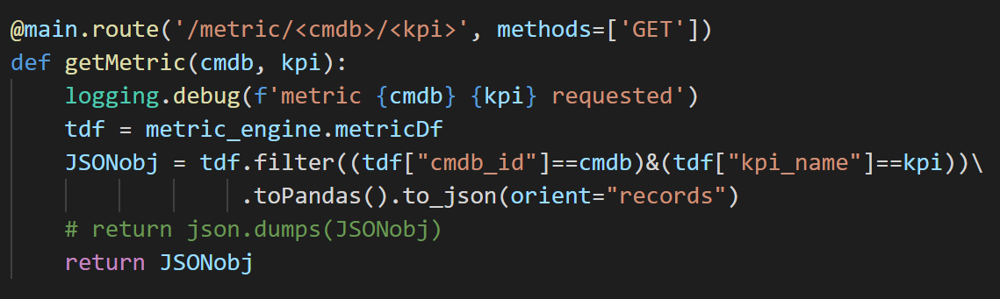 @main.route('/metric/<cmdb>/<kpi>', methods=['GET'])
def getMetric(cmdb, kpi):
    logging.debug(f'metric {cmdb} {kpi} requested')
    tdf = metric_engine.metricDf
    JSONobj = tdf.filter((tdf["cmdb_id"]==cmdb)&(tdf["kpi_name"]==kpi))\
                 .toPandas().to_json(orient="records")
    # return json.dumps(JSONobj)
    return JSONobj